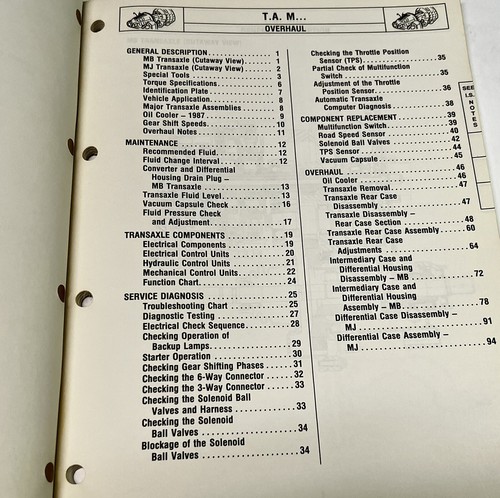 T.A. M...
OVERHAUL
GENERAL DESCRIPTION . . . . . . . . . . . . . . 1
MB Transaxle (Cutaway View) . . . . . 1
MJ Transaxle (Cutaway View) . . . . . 2
Special Tools . . . . . . . . . . . . . . . . . . 3
Torque Specifications . . . . . . . . . . . . 6
Identification Plate . . . . . . . . . . . . . . 7
Vehicle Application . . . . . . . . . . . . . . 8
Major Transaxle Assemblies . . . . . . . 8
Oil Cooler – 1987 . . . . . . . . . . . . . . . 9
Gear Shift Speeds . . . . . . . . . . . . . . . 10
Overhaul Notes . . . . . . . . . . . . . . . . . 11
MAINTENANCE . . . . . . . . . . . . . . . . . . . 12
Recommended Fluid . . . . . . . . . . . . . 12
Fluid Change Interval . . . . . . . . . . . . 12
Converter and Differential
Housing Drain Plug –
MB Transaxle . . . . . . . . . . . . . . . . 13
Transaxle Fluid Level . . . . . . . . . . . . 13
Vacuum Capsule Check . . . . . . . . . . 16
Fluid Pressure Check
and Adjustment . . . . . . . . . . . . . . . 17
TRANSAXLE COMPONENTS . . . . . . . . . . 19
Electrical Components . . . . . . . . . . . 19
Electrical Control Units . . . . . . . . . . . 20
Hydraulic Control Units . . . . . . . . . . . 21
Mechanical Control Units . . . . . . . . . . 22
Function Chart . . . . . . . . . . . . . . . . . . 24
SERVICE DIAGNOSIS . . . . . . . . . . . . . . . 25
Troubleshooting Chart . . . . . . . . . . . . 25
Diagnostic Testing . . . . . . . . . . . . . . . 27
Electrical Check Sequence . . . . . . . . . 28
Checking Operation of
Backup Lamps . . . . . . . . . . . . . . . . 29
Starter Operation . . . . . . . . . . . . . . . . 30
Checking Gear Shifting Phases . . . . . 31
Checking the 6-Way Connector . . . . . 32
Checking the 3-Way Connector . . . . . 33
Checking the Solenoid Ball
Valves and Harness . . . . . . . . . . . . 33
Checking the Solenoid
Ball Valves . . . . . . . . . . . . . . . . . . . 34
Blockage of the Solenoid
Ball Valves . . . . . . . . . . . . . . . . . . . 34
Checking the Throttle Position
Sensor (TPS) . . . . . . . . . . . . . . . . . 35
Partial Check of Multifunction
Switch . . . . . . . . . . . . . . . . . . . . . . 35
Adjustment of the Throttle
Position Sensor . . . . . . . . . . . . . . . 36
Automatic Transaxle
Computer Diagnosis . . . . . . . . . . . . 38
COMPONENT REPLACEMENT . . . . . . . . . 39
Multifunction Switch . . . . . . . . . . . . . 39
Road Speed Sensor . . . . . . . . . . . . . . 40
Solenoid Ball Valves . . . . . . . . . . . . . 42
TPS Sensor . . . . . . . . . . . . . . . . . . . . 44
Vacuum Capsule . . . . . . . . . . . . . . . . 45
OVERHAUL . . . . . . . . . . . . . . . . . . . . . . . 46
Oil Cooler . . . . . . . . . . . . . . . . . . . . . 46
Transaxle Removal . . . . . . . . . . . . . . . 47
Transaxle Rear Case
Disassembly . . . . . . . . . . . . . . . . . . 47
Transaxle Disassembly –
Rear Case Section . . . . . . . . . . . . . 48
Transaxle Rear Case Assembly . . . . . 60
Transaxle Rear Case
Adjustments . . . . . . . . . . . . . . . . . . 64
Intermediary Case and
Differential Housing
Disassembly – MB . . . . . . . . . . . . . 72
Intermediary Case and
Differential Housing
Assembly – MB . . . . . . . . . . . . . . . 78
Differential Case Disassembly –
MJ . . . . . . . . . . . . . . . . . . . . . . . . . 91
Differential Case Assembly –
MJ . . . . . . . . . . . . . . . . . . . . . . . . . 94
SEE
I.S.
NOTES